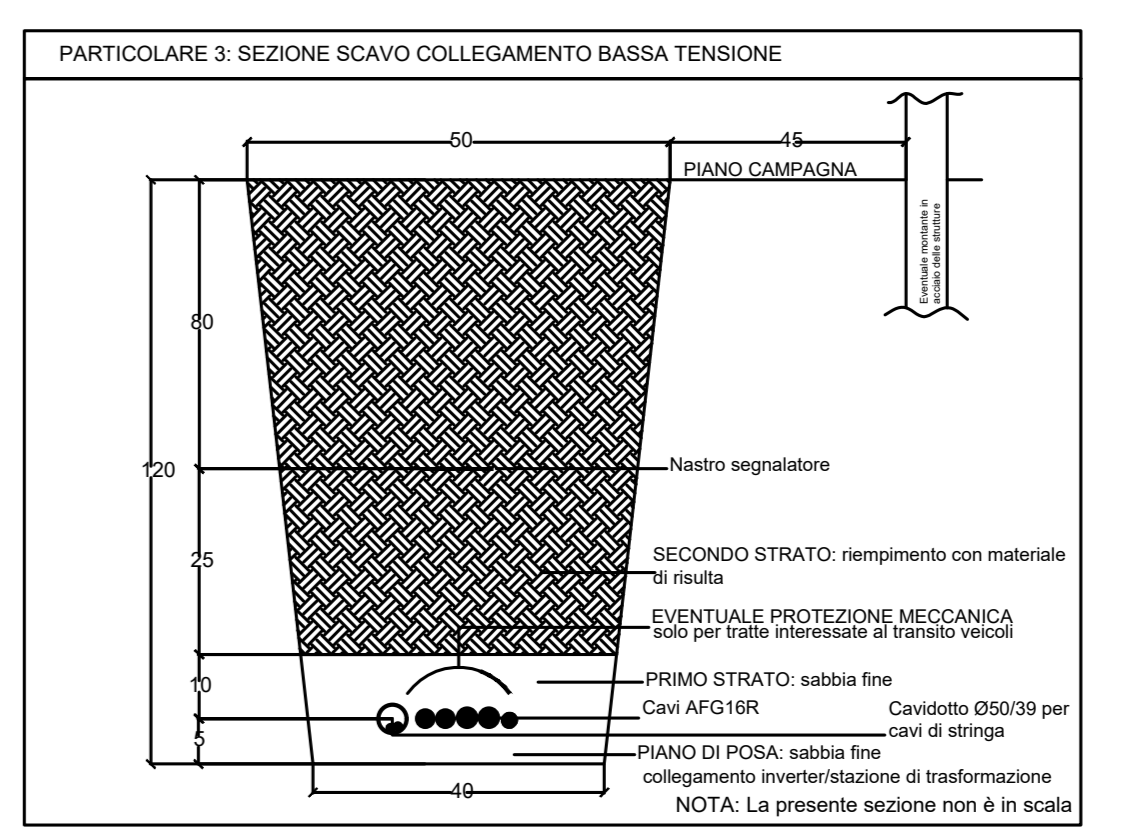 PARTICOLARE 3: SEZIONE SCAVO COLLEGAMENTO BASSA TENSIONE
50
45
PIANO CAMPAGNA
Eventuale montante in
acciaio delle strutture
80
120
Nastro segnalatore
25
SECONDO STRATO: riempimento con materiale
di risulta
EVENTUALE PROTEZIONE MECCANICA
solo per tratte interessate al transito veicoli
10
PRIMO STRATO: sabbia fine
Cavi AFG16R
Cavidotto Ø50/39 per
cavi di stringa
5
PIANO DI POSA: sabbia fine
collegamento inverter/stazione di trasformazione
40
NOTA: La presente sezione non è in scala